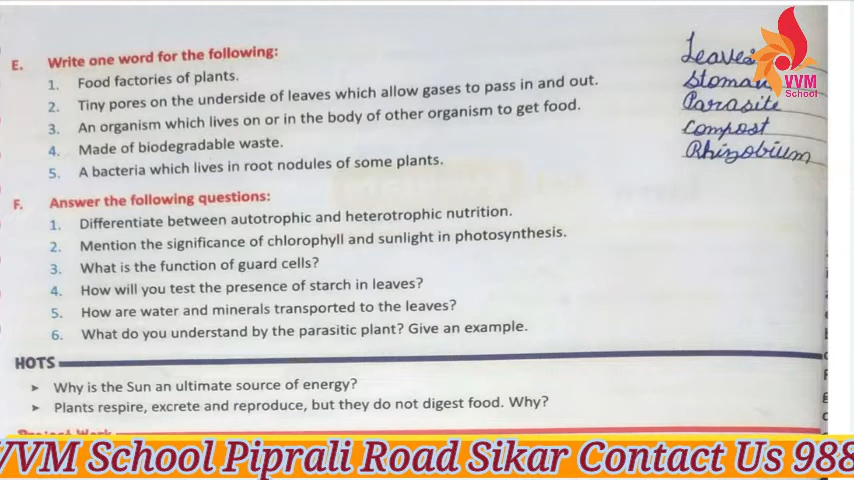 E. Write one word for the following:
1. Food factories of plants. Leaves
2. Tiny pores on the underside of leaves which allow gases to pass in and out.
3. An organism which lives on or in the body of other organism to get food. Parasite
4. Made of biodegradable waste. Compost
5. A bacteria which lives in root nodules of some plants. Rhizobium
VVM
School
F. Answer the following questions:
1. Differentiate between autotrophic and heterotrophic nutrition.
2. Mention the significance of chlorophyll and sunlight in photosynthesis.
3. What is the function of guard cells?
4. How will you test the presence of starch in leaves?
5. How are water and minerals transported to the leaves?
6. What do you understand by the parasitic plant? Give an example.
HOTS
➤ Why is the Sun an ultimate source of energy?
➤ Plants respire, excrete and reproduce, but they do not digest food. Why?
VVM School Piprali Road Sikar Contact Us 988